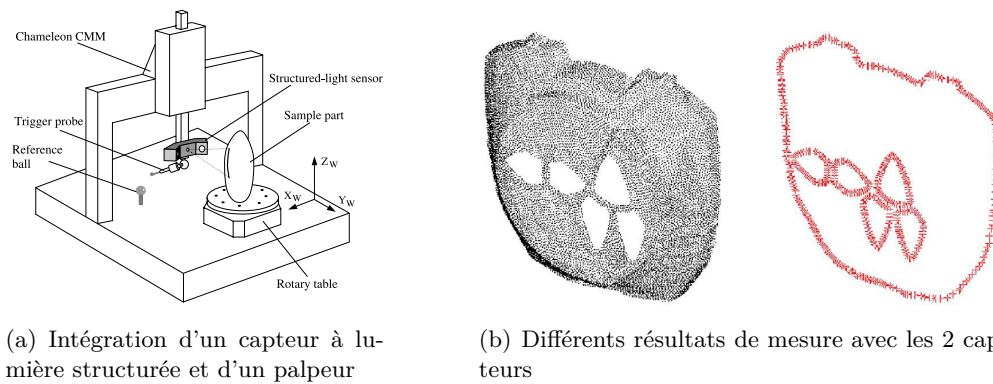 Chameleon CMM
Structured-light sensor
Sample part
Trigger probe
Reference
ball
Z_W
X_W
Y_W
Rotary table
(a) Intégration d'un capteur à lu-
mière structurée et d'un palpeur
(b) Différents résultats de mesure avec les 2 cap
teurs